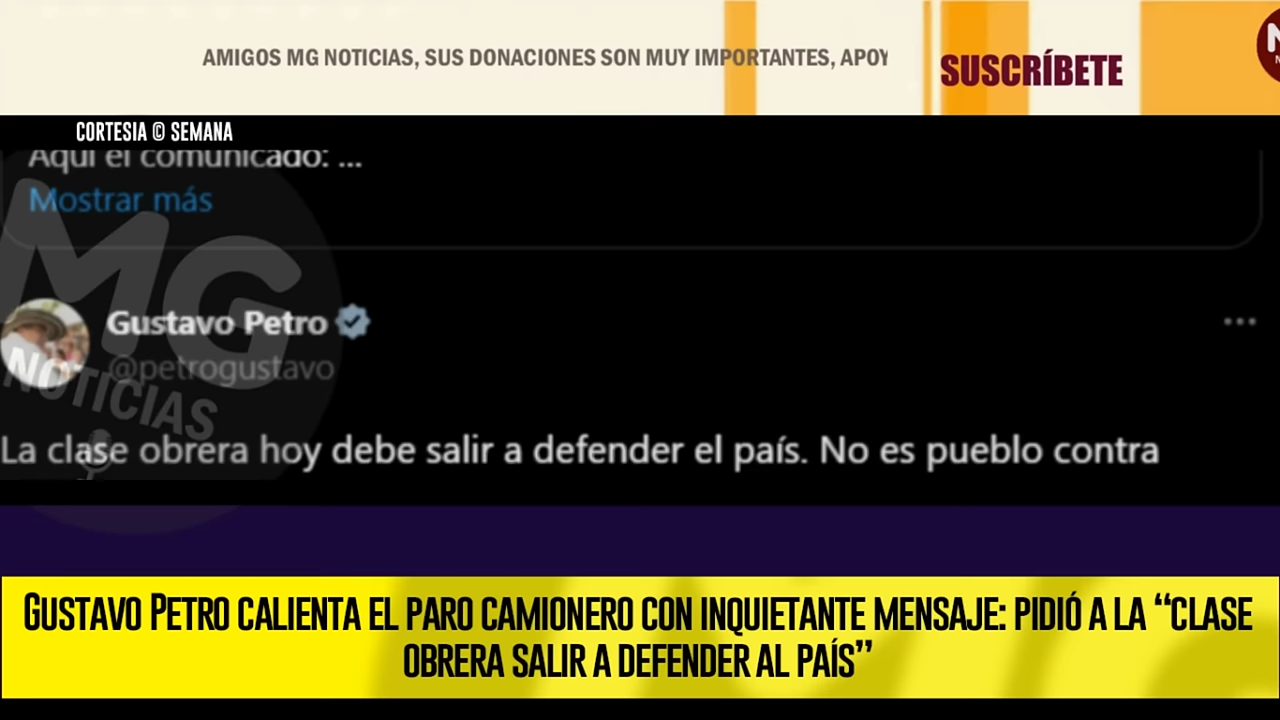 AMIGOS MG NOTICIAS, SUS DONACIONES SON MUY IMPORTANTES, APOY
SUSCRÍBETE
CORTESIA © SEMANA
Aquí el comunicado: ...
Mostrar más
MG
NOTICIAS
Gustavo Petro
@petrogustavo
La clase obrera hoy debe salir a defender el país. No es pueblo contra
GUSTAVO PETRO CALIENTA EL PARO CAMIONERO CON INQUIETANTE MENSAJE: PIDIÓ A LA “CLASE
OBRERA SALIR A DEFENDER AL PAÍS”